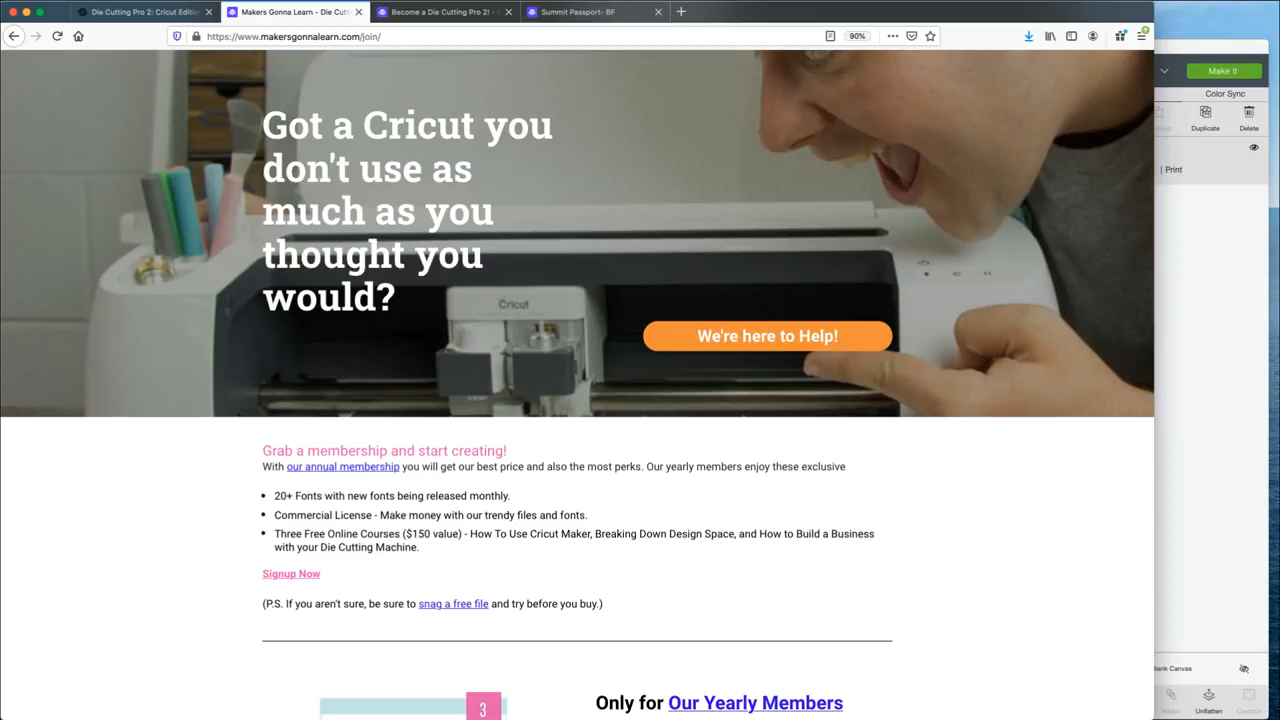 Die Cutting Pro 2: Cricut Editio
Makers Gonna Learn - Die Cutt
Become a Die Cutting Pro 2! -
Summit Passport- BF
https://www.makersgonnalearn.com/join/
90%
Make It
Color Sync
Duplicate
Delete
Print
Got a Cricut you
don't use as
much as you
thought you
would?
Cricut
We're here to Help!
Grab a membership and start creating!
With our annual membership you will get our best price and also the most perks. Our yearly members enjoy these exclusive
• 20+ Fonts with new fonts being released monthly.
• Commercial License - Make money with our trendy files and fonts.
• Three Free Online Courses ($150 value) - How To Use Cricut Maker, Breaking Down Design Space, and How to Build a Business
with your Die Cutting Machine.
Signup Now
(P.S. If you aren't sure, be sure to snag a free file and try before you buy.)
3
Only for Our Yearly Members
lank Canvas
Attach
Unflatten
Contour